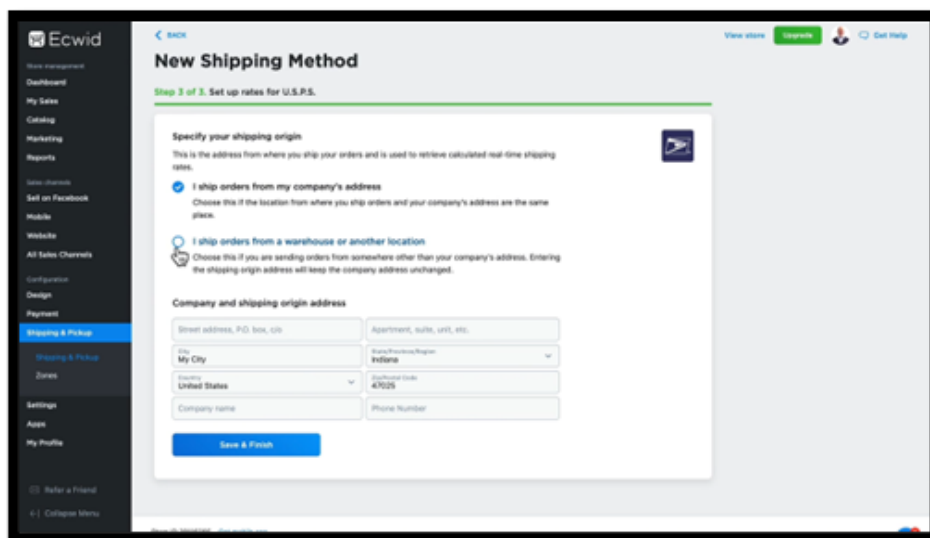 Ecwid
Store management
Dashboard
My Sales
Catalog
Marketing
Reports
Sales channels
Sell on Facebook
Mobile
Website
All Sales Channels
Configuration
Design
Payment
Shipping & Pickup
Shipping & Pickup
Zones
Settings
Apps
My Profile
Refer a Friend
Collapse Menu
BACK
View store
Upgrade
Get Help
New Shipping Method
Step 3 of 3. Set up rates for U.S.P.S.
Specify your shipping origin
This is the address from where you ship your orders and is used to retrieve calculated real-time shipping
rates.
I ship orders from my company's address
Choose this if the location from where you ship orders and your company's address are the same
place.
I ship orders from a warehouse or another location
Choose this if you are sending orders from somewhere other than your company's address. Entering
the shipping origin address will keep the company address unchanged.
Company and shipping origin address
Street address, P.O. box, c/o
Apartment, suite, unit, etc.
City
My City
State/Province/Region
Indiana
Country
United States
Zip/Postal Code
47025
Company name
Phone Number
Save & Finish